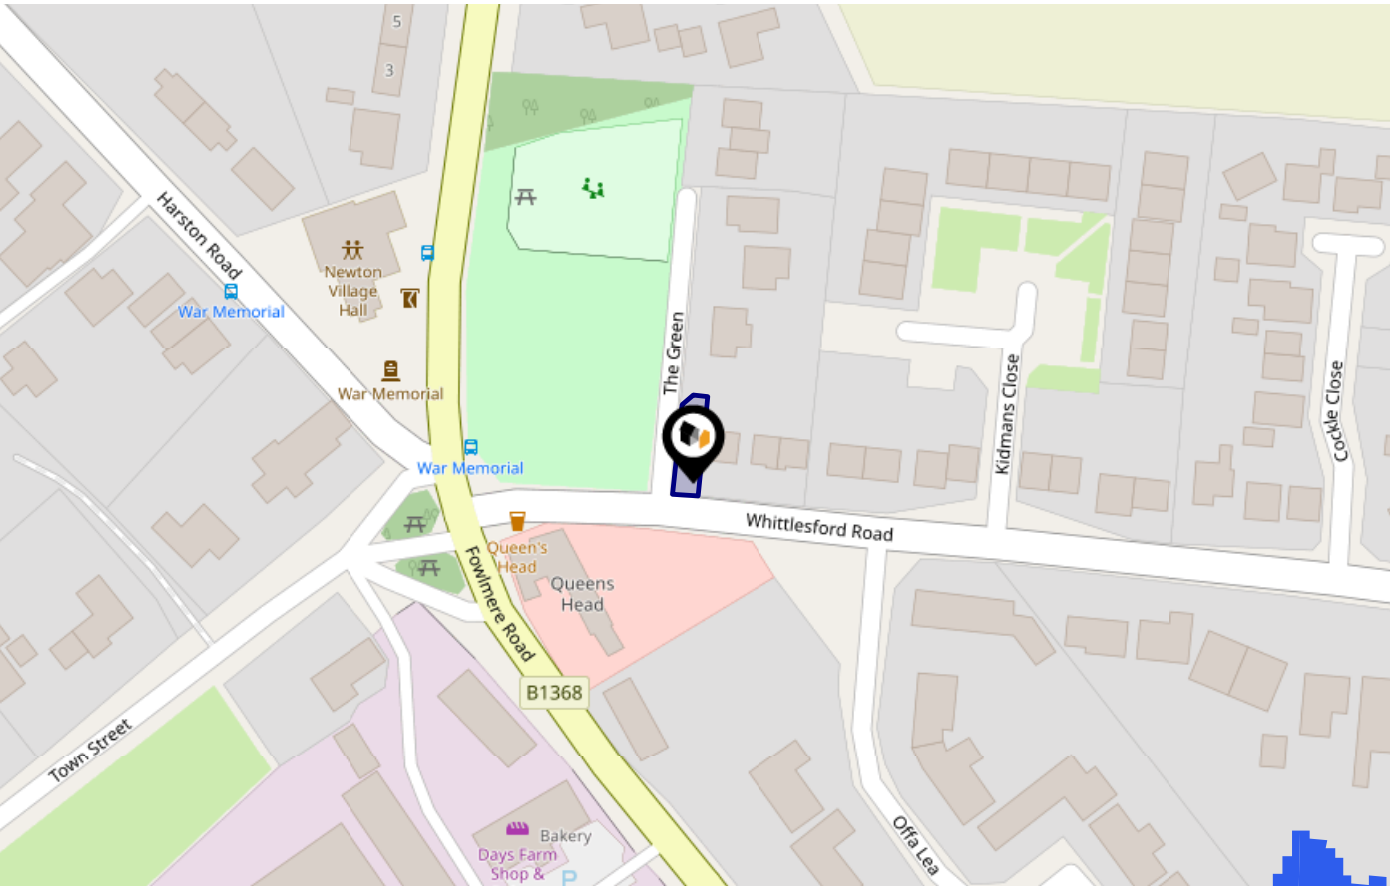 5
3
Harston Road
War Memorial
Newton
Village
Hall
War Memorial
War Memorial
The Green
Kidmans Close
Cockle Close
Whittlesford Road
Queen's
Head
Queens
Head
Fowlmere Road
B1368
Town Street
Offa Lea
Bakery
Days Farm
Shop &
P